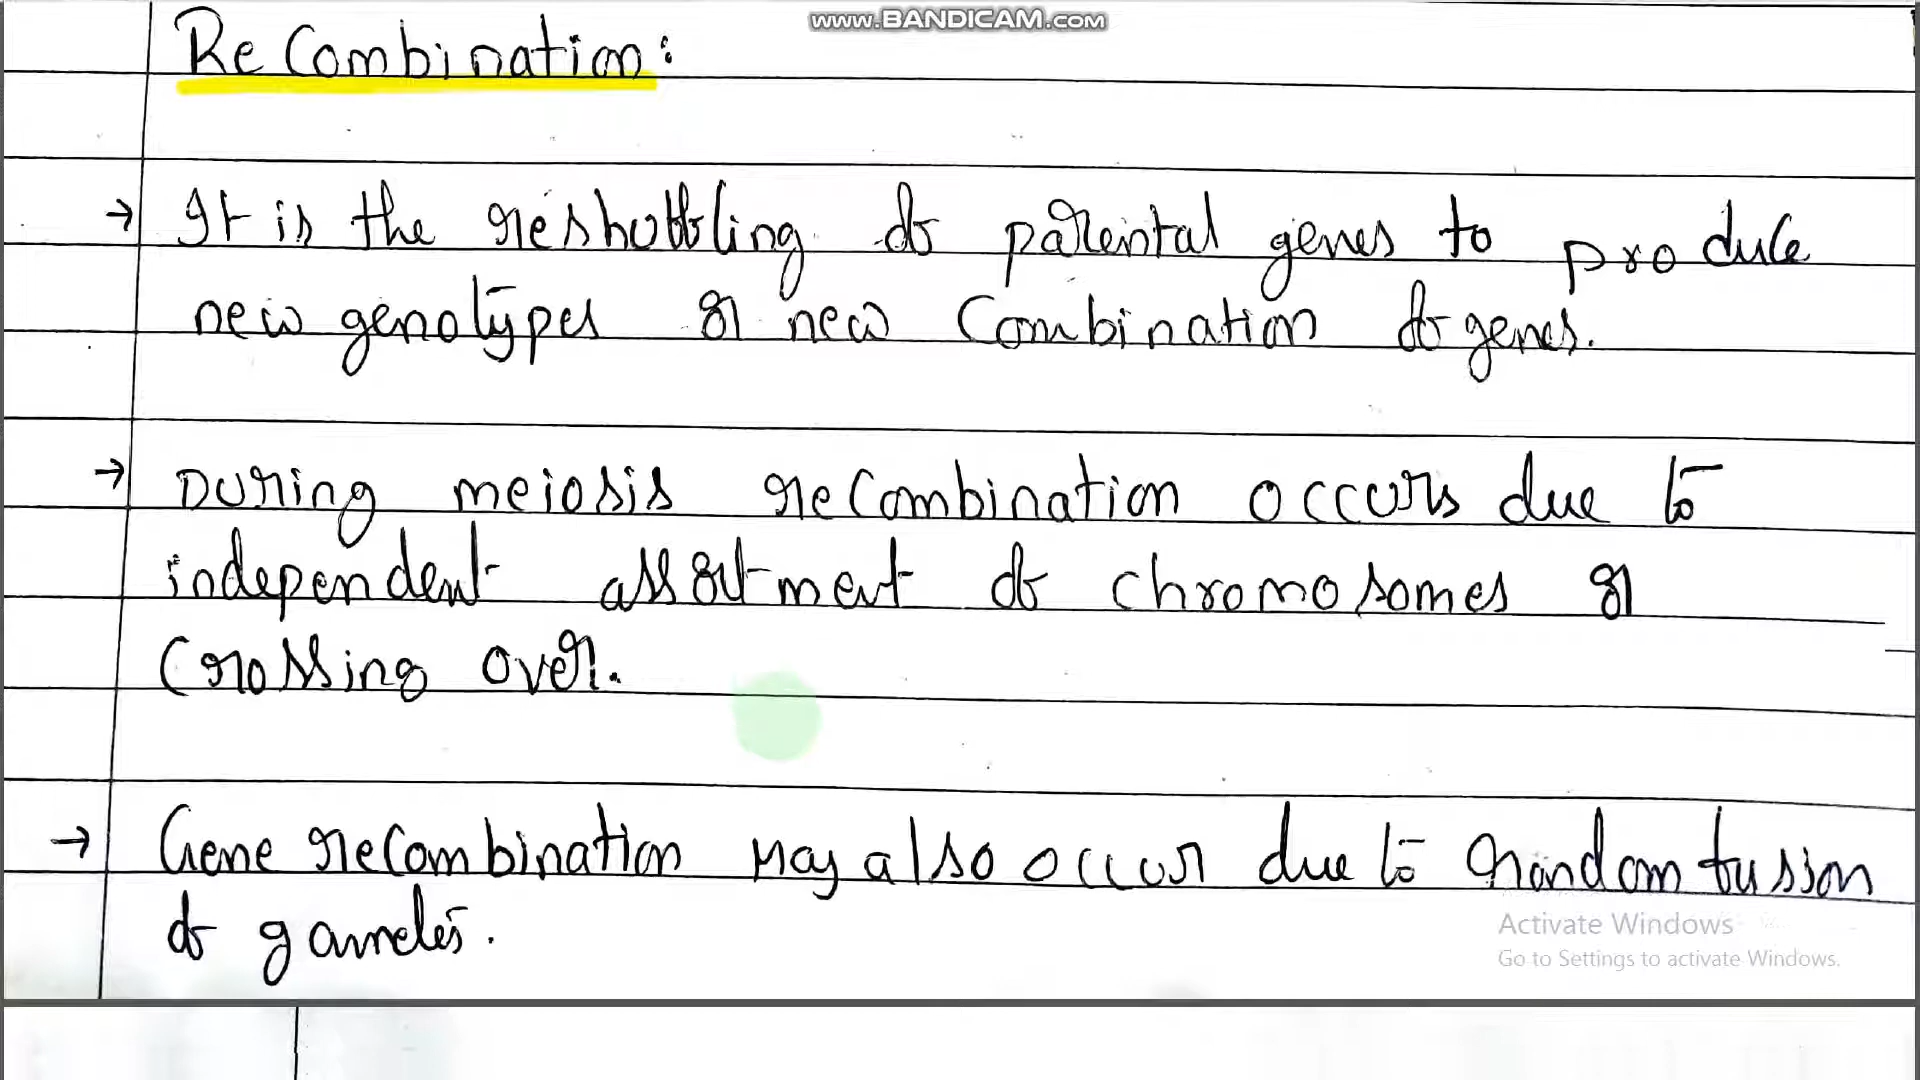 www.BANDICAM.com
ReCombination:
→ It is the reshuffling of parental genes to produce
new genotypes or new Combination of genes.
→ During meiosis reCombination occurs due to
independent assortment of chromosomes or
Crossing over.
→ Gene reCombination May also occur due to random fusion
of gametes.
Activate Windows
Go to Settings to activate Windows.